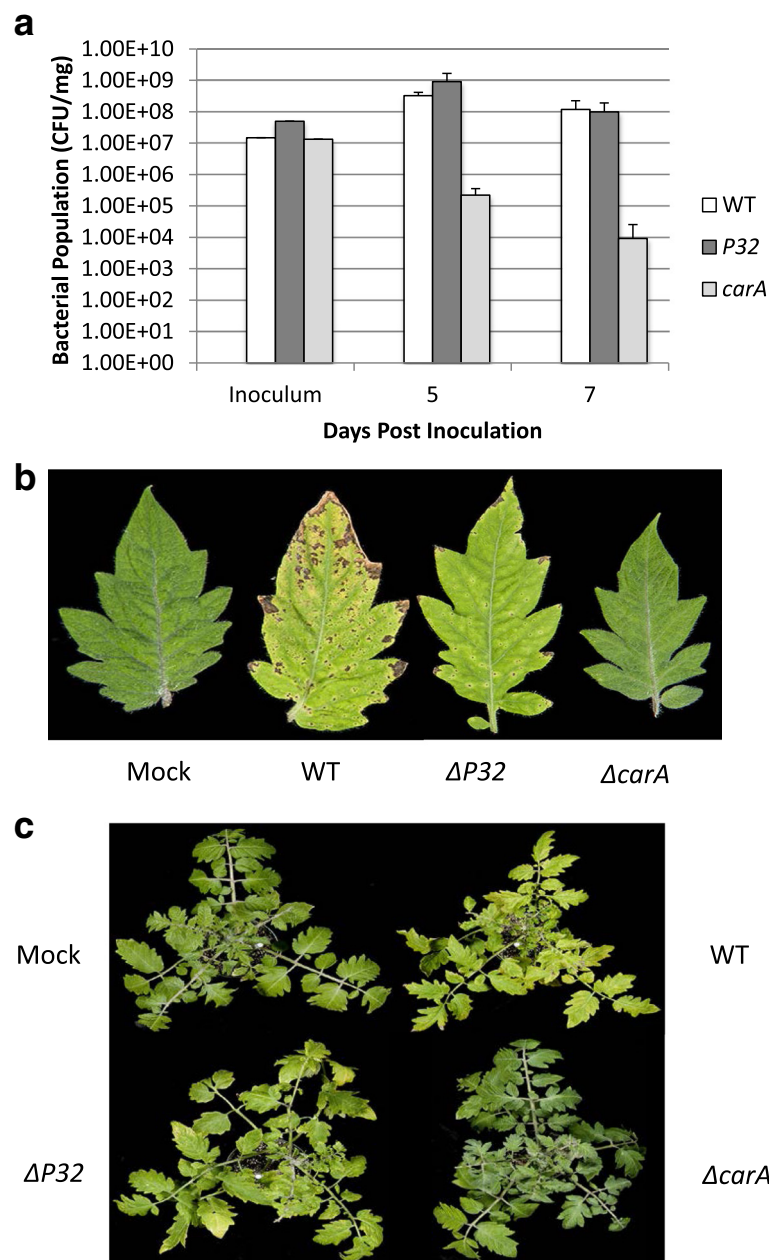 a
Bacterial Population (CFU/mg)
1.00E+10
1.00E+09
1.00E+08
1.00E+07
1.00E+06
1.00E+05
1.00E+04
1.00E+03
1.00E+02
1.00E+01
1.00E+00
Inoculum 5 7
Days Post Inoculation
WT
P32
carA
b
Mock WT ΔP32 ΔcarA
c
Mock WT
ΔP32 ΔcarA